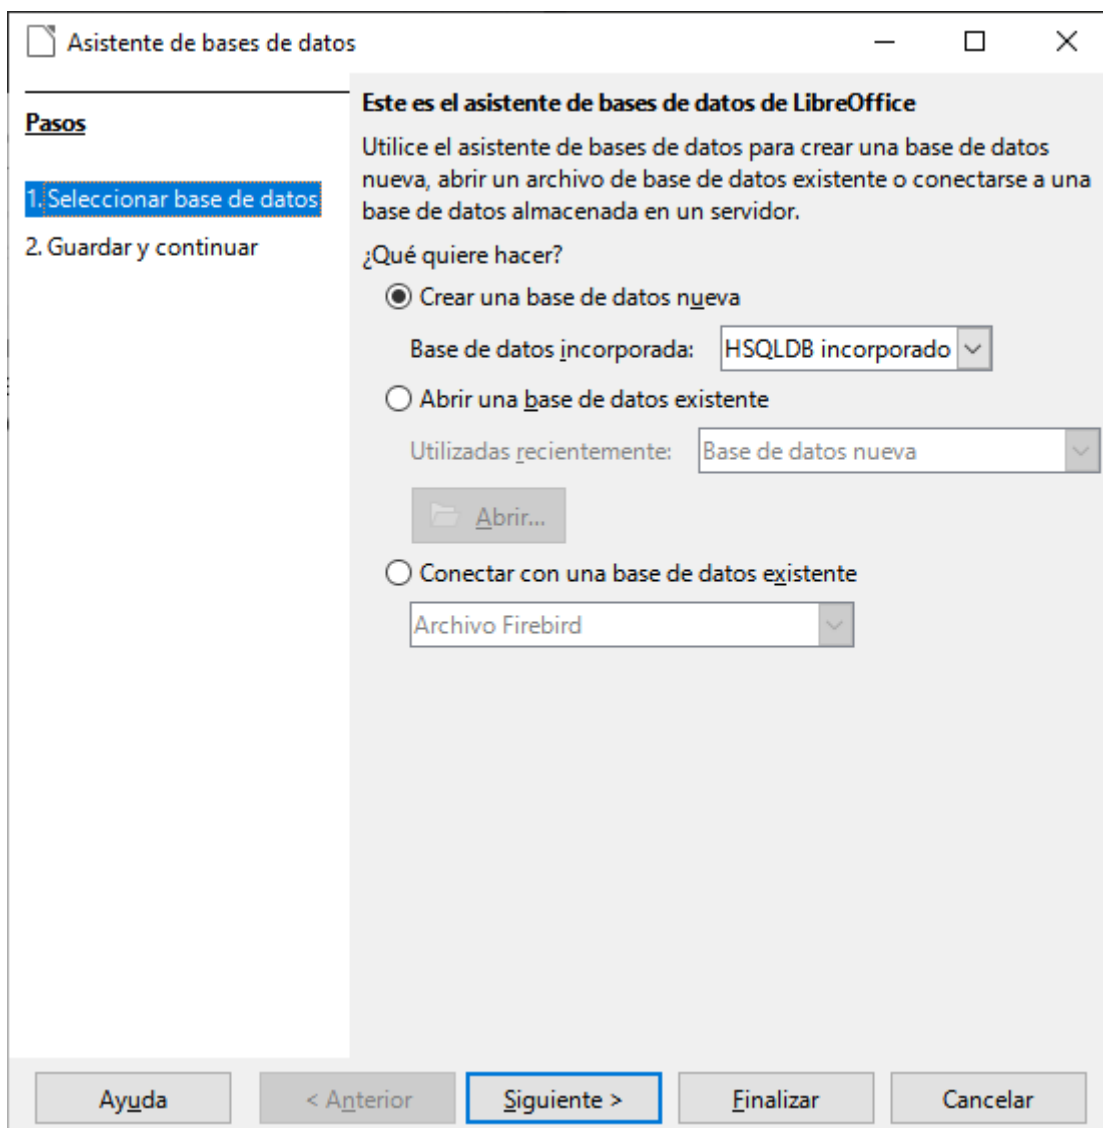 Asistente de bases de datos
Pasos
1. Seleccionar base de datos
2. Guardar y continuar
Este es el asistente de bases de datos de LibreOffice
Utilice el asistente de bases de datos para crear una base de datos
nueva, abrir un archivo de base de datos existente o conectarse a una
base de datos almacenada en un servidor.
¿Qué quiere hacer?
Crear una base de datos nueva
Base de datos incorporada: HSQLDB incorporado
Abrir una base de datos existente
Utilizadas recientemente: Base de datos nueva
Abrir...
Conectar con una base de datos existente
Archivo Firebird
Ayuda < Anterior Siguiente > Finalizar Cancelar